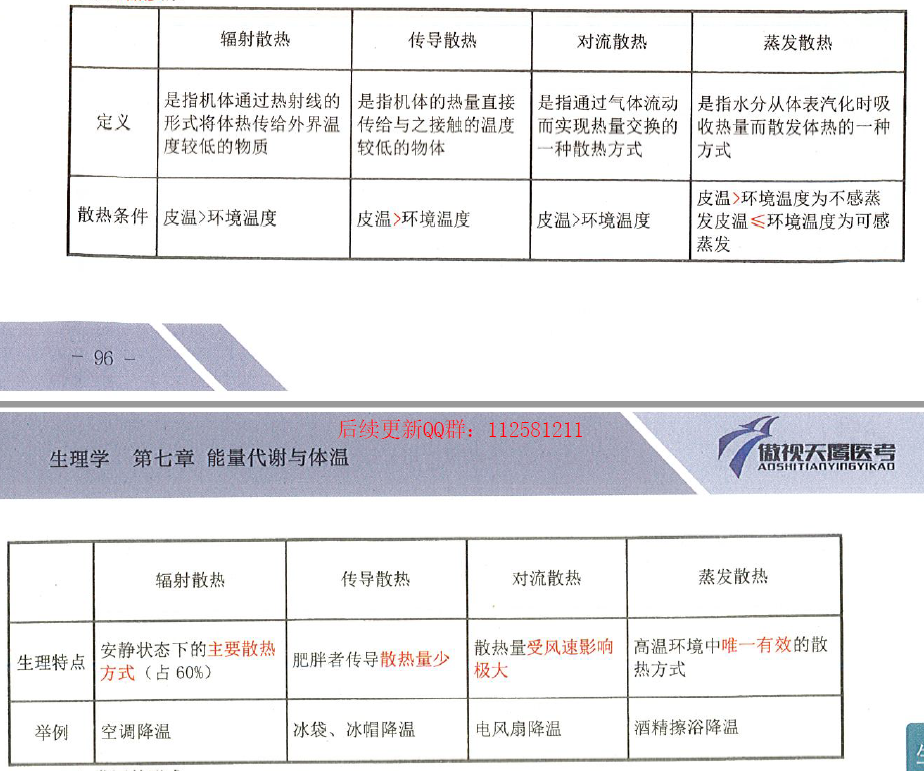 辐射散热 传导散热 对流散热 蒸发散热
定义
是指机体通过热射线的
形式将体热传给外界温
度较低的物质
是指机体的热量直接
传给与之接触的温度
较低的物体
是指通过气体流动
而实现热量交换的
一种散热方式
是指水分从体表汽化时吸
收热量而散发体热的一种
方式
散热条件
皮温>环境温度
皮温>环境温度
皮温>环境温度
皮温>环境温度为不感蒸
发皮温≤环境温度为可感
蒸发
- 96 -
后续更新QQ群：112581211
生理学 第七章 能量代谢与体温
傲视天鹰医考
AOSHITIANYINGYIKAO
辐射散热 传导散热 对流散热 蒸发散热
生理特点
安静状态下的主要散热
方式（占 60%）
肥胖者传导散热量少
散热量受风速影响
极大
高温环境中唯一有效的散
热方式
举例
空调降温
冰袋、冰帽降温
电风扇降温
酒精擦浴降温